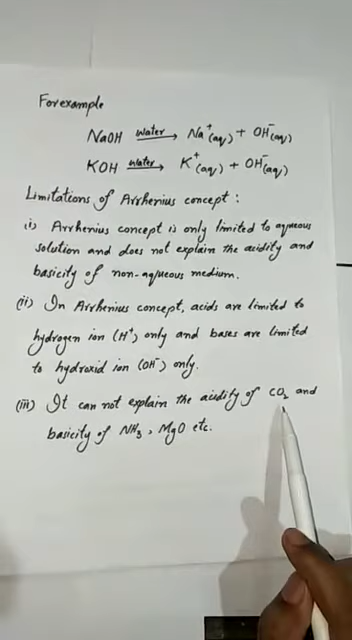 For example
NaOH water→ Na⁺(aq) + OH⁻(aq)
KOH water→ K⁺(aq) + OH⁻(aq)
Limitations of Arrhenius concept :
(i) Arrhenius concept is only limited to aqueous
solution and does not explain the acidity and
basicity of non-aqueous medium.
(ii) In Arrhenius concept, acids are limited to
hydrogen ion (H⁺) only and bases are limited
to hydroxid ion (OH⁻) only.
(iii) It can not explain the acidity of CO₂ and
basicity of NH₃, MgO etc.